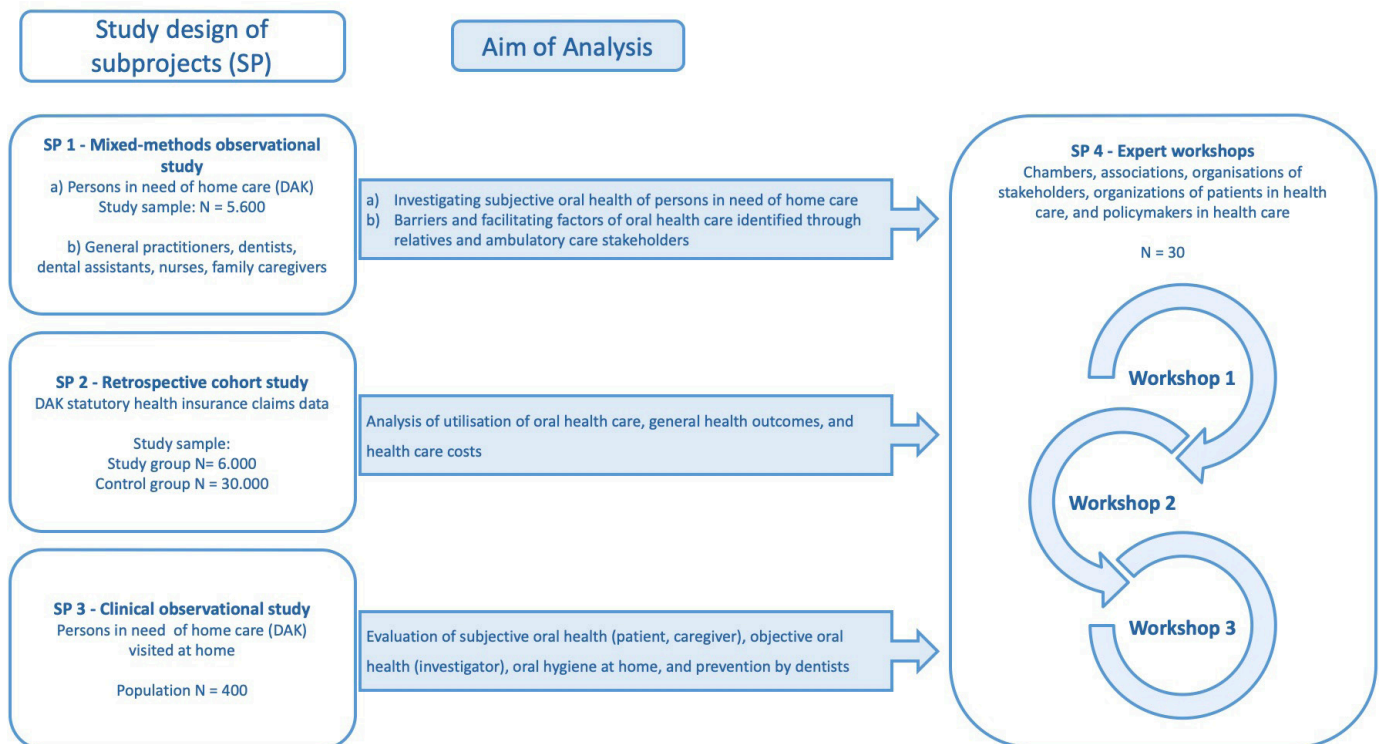 Study design of
subprojects (SP)
Aim of Analysis
SP 1 - Mixed-methods observational
study
a) Persons in need of home care (DAK)
Study sample: N = 5.600
b) General practitioners, dentists,
dental assistants, nurses, family caregivers
a) Investigating subjective oral health of persons in need of home care
b) Barriers and facilitating factors of oral health care identified through
relatives and ambulatory care stakeholders
SP 2 - Retrospective cohort study
DAK statutory health insurance claims data
Study sample:
Study group N= 6.000
Control group N = 30.000
Analysis of utilisation of oral health care, general health outcomes, and
health care costs
SP 3 - Clinical observational study
Persons in need of home care (DAK)
visited at home
Population N = 400
Evaluation of subjective oral health (patient, caregiver), objective oral
health (investigator), oral hygiene at home, and prevention by dentists
SP 4 - Expert workshops
Chambers, associations, organisations of
stakeholders, organizations of patients in health
care, and policymakers in health care
N = 30
Workshop 1
Workshop 2
Workshop 3